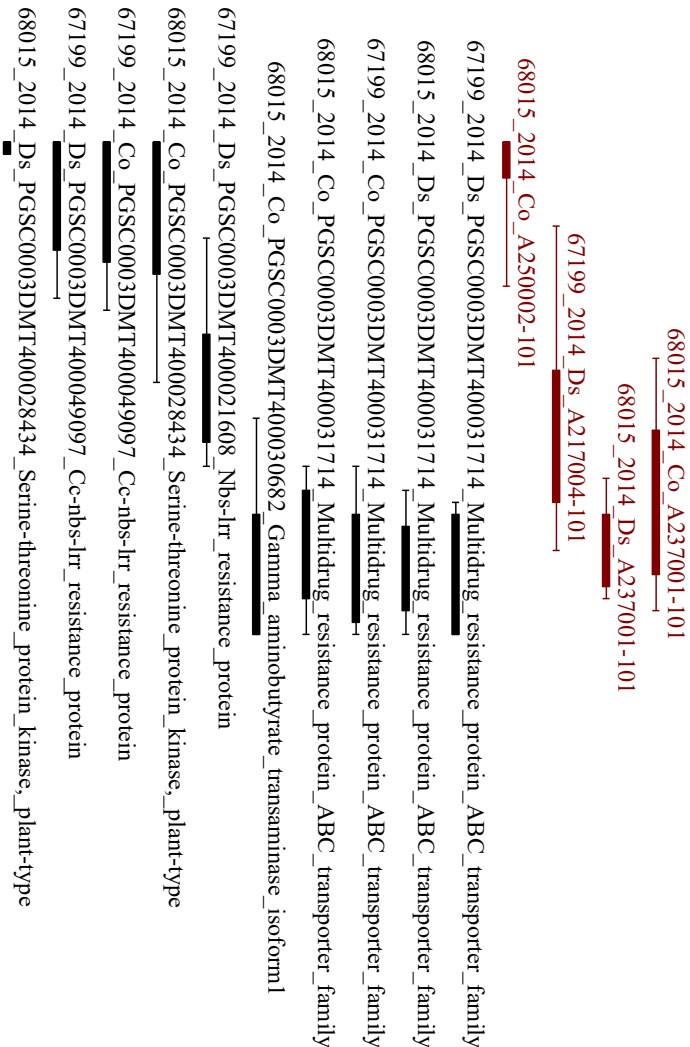 68015_2014_Co_A237001-101
68015_2014_Ds_A237001-101
67199_2014_Ds_A217004-101
68015_2014_Co_A250002-101
67199_2014_Ds_PGSC0003DMT400031714_Multidrug_resistance_protein_ABC_transporter_family
68015_2014_Ds_PGSC0003DMT400031714_Multidrug_resistance_protein_ABC_transporter_family
67199_2014_Co_PGSC0003DMT400031714_Multidrug_resistance_protein_ABC_transporter_family
68015_2014_Co_PGSC0003DMT400031714_Multidrug_resistance_protein_ABC_transporter_family
68015_2014_Co_PGSC0003DMT400030682_Gamma_aminobutyrate_transaminase_isoform1
67199_2014_Ds_PGSC0003DMT400021608_Nbs-lrr_resistance_protein
68015_2014_Co_PGSC0003DMT400028434_Serine-threonine_protein_kinase,_plant-type
67199_2014_Co_PGSC0003DMT400049097_Cc-nbs-lrr_resistance_protein
67199_2014_Ds_PGSC0003DMT400049097_Cc-nbs-lrr_resistance_protein
68015_2014_Ds_PGSC0003DMT400028434_Serine-threonine_protein_kinase,_plant-type